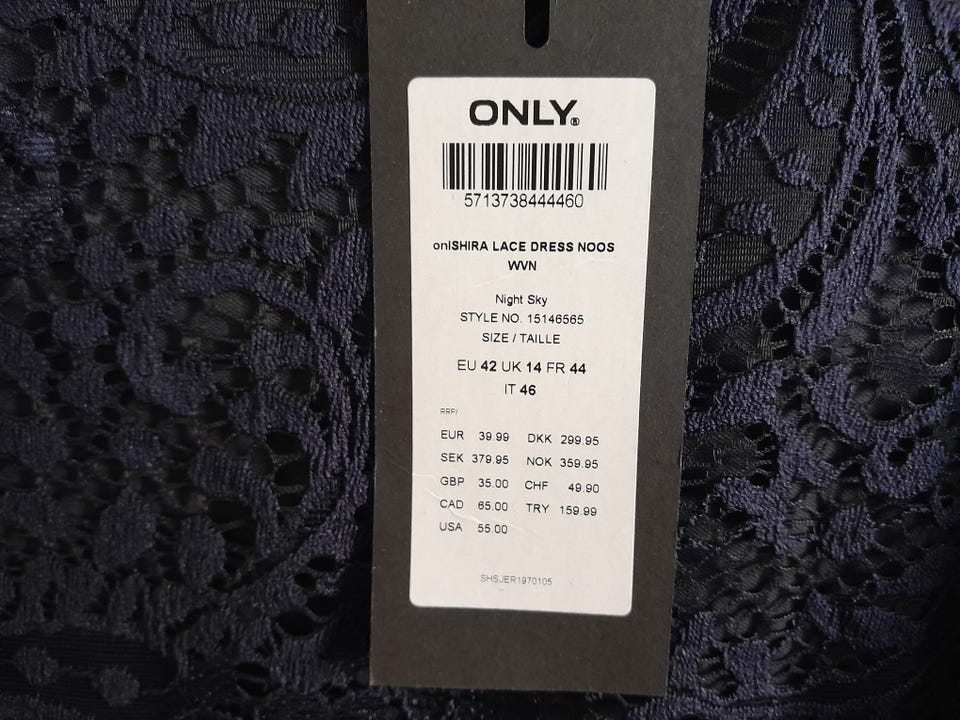 ONLY®
5713738444460
onlSHIRA LACE DRESS NOOS
WVN
Night Sky
STYLE NO. 15146565
SIZE / TAILLE
EU 42 UK 14 FR 44
IT 46
RRP/
EUR 39.99 DKK 299.95
SEK 379.95 NOK 359.95
GBP 35.00 CHF 49.90
CAD 65.00 TRY 159.99
USA 55.00
SHSJER1970105